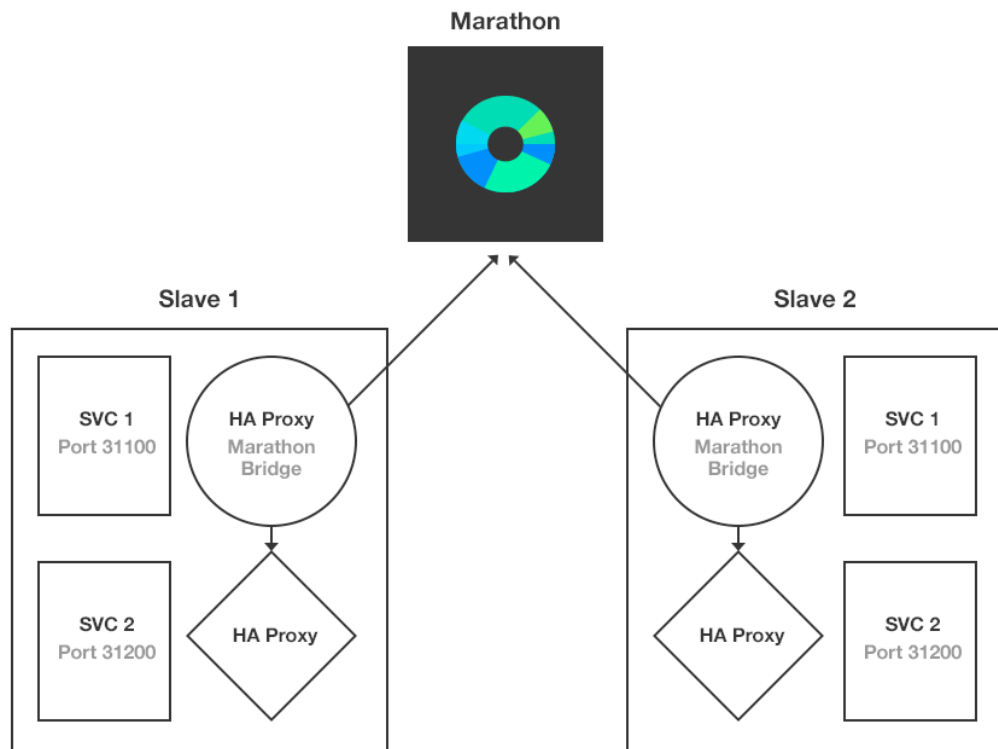 Marathon
Slave 1
SVC 1
Port 31100
HA Proxy
Marathon
Bridge
SVC 2
Port 31200
HA Proxy
Slave 2
HA Proxy
Marathon
Bridge
SVC 1
Port 31100
HA Proxy
SVC 2
Port 31200